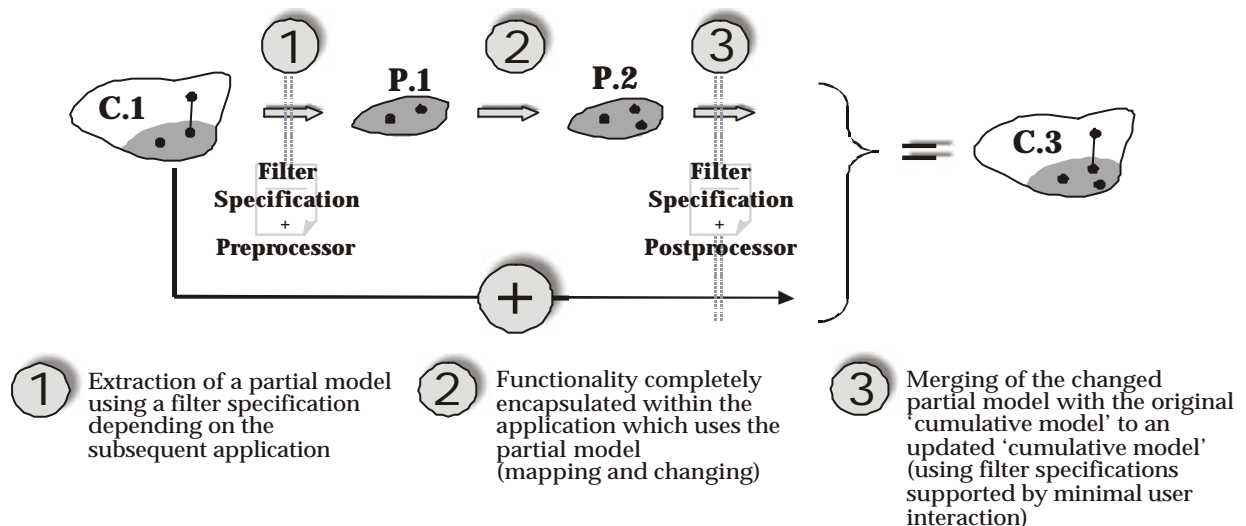 1
2
3
C.1
P.1
P.2
C.3
=
Filter
Specification
+
Preprocessor
Filter
Specification
+
Postprocessor
+
1
Extraction of a partial model
using a filter specification
depending on the
subsequent application
2
Functionality completely
encapsulated within the
application which uses the
partial model
(mapping and changing)
3
Merging of the changed
partial model with the original
‘cumulative model’ to an
updated ‘cumulative model’
(using filter specifications
supported by minimal user
interaction)